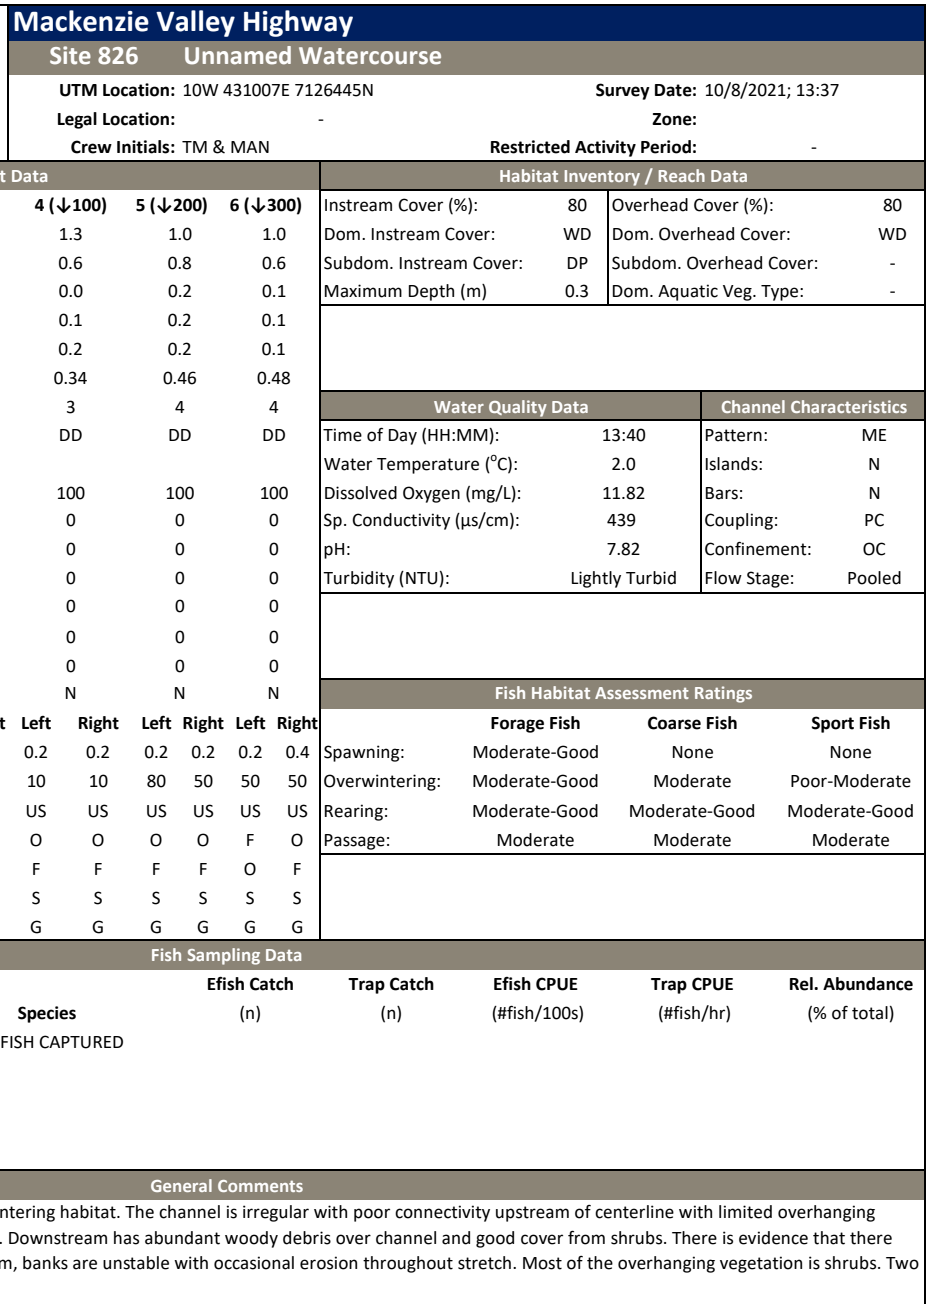 Mackenzie Valley Highway
Site 826 Unnamed Watercourse
UTM Location: 10W 431007E 7126445N Survey Date: 10/8/2021; 13:37
Legal Location: - Zone:
Crew Initials: TM & MAN Restricted Activity Period: -
t Data
4 (↓100) 5 (↓200) 6 (↓300)
1.3 1.0 1.0
0.6 0.8 0.6
0.0 0.2 0.1
0.1 0.2 0.1
0.2 0.2 0.1
0.34 0.46 0.48
3 4 4
DD DD DD
100 100 100
0 0 0
0 0 0
0 0 0
0 0 0
0 0 0
0 0 0
N N N
t Left Right Left Right Left Right
0.2 0.2 0.2 0.2 0.2 0.4
10 10 80 50 50 50
US US US US US US
O O O O F O
F F F F O F
S S S S S S
G G G G G G
Habitat Inventory / Reach Data
Instream Cover (%): 80 Overhead Cover (%): 80
Dom. Instream Cover: WD Dom. Overhead Cover: WD
Subdom. Instream Cover: DP Subdom. Overhead Cover: -
Maximum Depth (m) 0.3 Dom. Aquatic Veg. Type: -
Water Quality Data
Time of Day (HH:MM): 13:40
Water Temperature (°C): 2.0
Dissolved Oxygen (mg/L): 11.82
Sp. Conductivity (µs/cm): 439
pH: 7.82
Turbidity (NTU): Lightly Turbid
Channel Characteristics
Pattern: ME
Islands: N
Bars: N
Coupling: PC
Confinement: OC
Flow Stage: Pooled
Fish Habitat Assessment Ratings
Forage Fish Coarse Fish Sport Fish
Spawning: Moderate-Good None None
Overwintering: Moderate-Good Moderate Poor-Moderate
Rearing: Moderate-Good Moderate-Good Moderate-Good
Passage: Moderate Moderate Moderate
Fish Sampling Data
Efish Catch Trap Catch Efish CPUE Trap CPUE Rel. Abundance
Species (n) (n) (#fish/100s) (#fish/hr) (% of total)
FISH CAPTURED
General Comments
ntering habitat. The channel is irregular with poor connectivity upstream of centerline with limited overhanging
. Downstream has abundant woody debris over channel and good cover from shrubs. There is evidence that there
m, banks are unstable with occasional erosion throughout stretch. Most of the overhanging vegetation is shrubs. Two